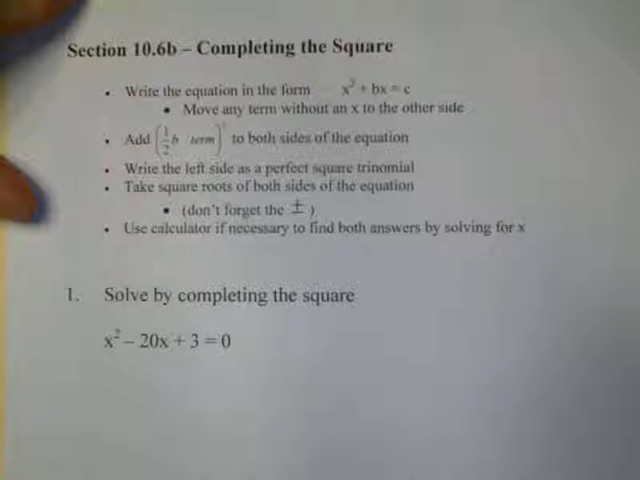 Section 10.6b – Completing the Square
• Write the equation in the form x² + bx = c
• Move any term without an x to the other side
• Add (1/2 b term)² to both sides of the equation
• Write the left side as a perfect square trinomial
• Take square roots of both sides of the equation
• (don't forget the ± )
• Use calculator if necessary to find both answers by solving for x
1. Solve by completing the square
x² – 20x + 3 = 0